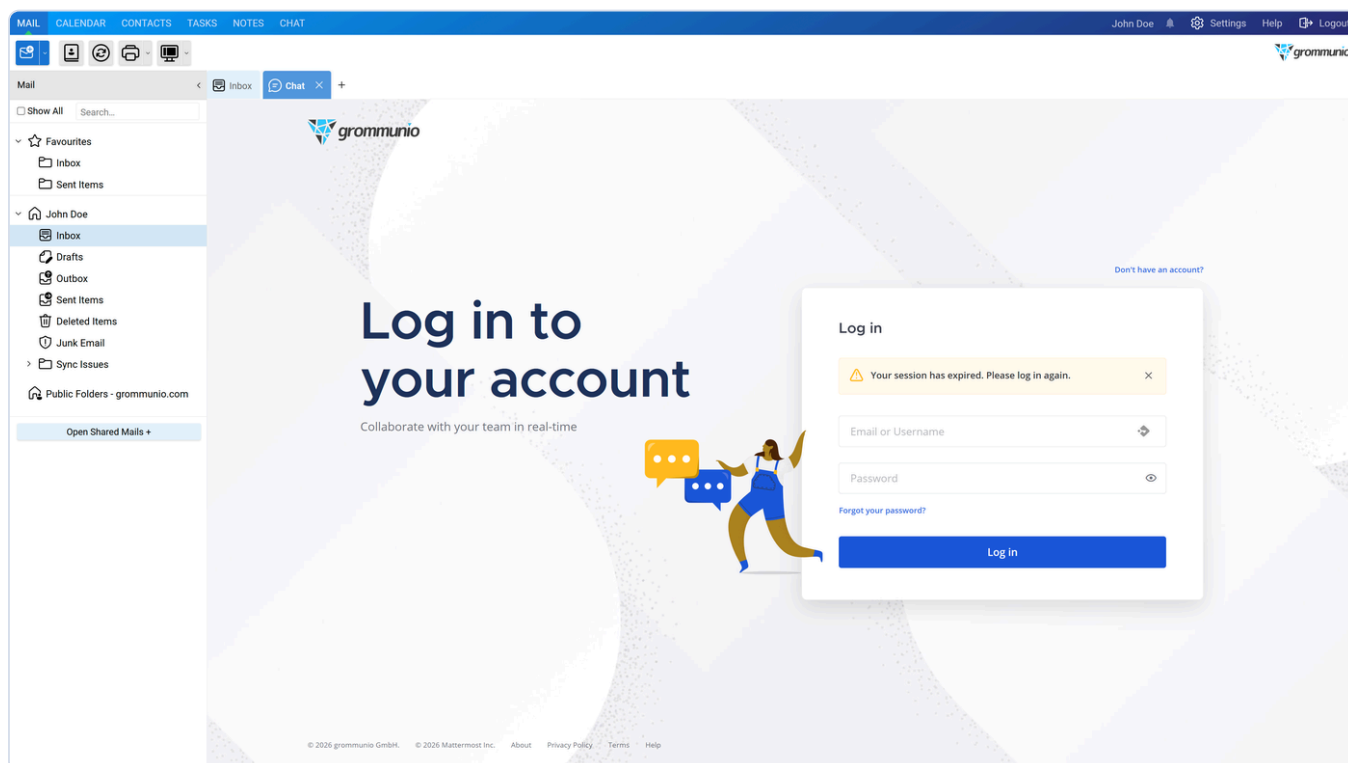 MAIL CALENDAR CONTACTS TASKS NOTES CHAT John Doe Settings Help Logout
grommunio
Mail Inbox Chat +
Show All Search...
Favourites
Inbox
Sent Items
John Doe
Inbox
Drafts
Outbox
Sent Items
Deleted Items
Junk Email
Sync Issues
Public Folders - grommunio.com
Open Shared Mails +
grommunio
Don't have an account?
Log in to
your account
Collaborate with your team in real-time
Log in
Your session has expired. Please log in again.
Email or Username
Password
Forgot your password?
Log in
© 2026 grommunio GmbH. © 2026 Mattermost Inc. About Privacy Policy Terms Help